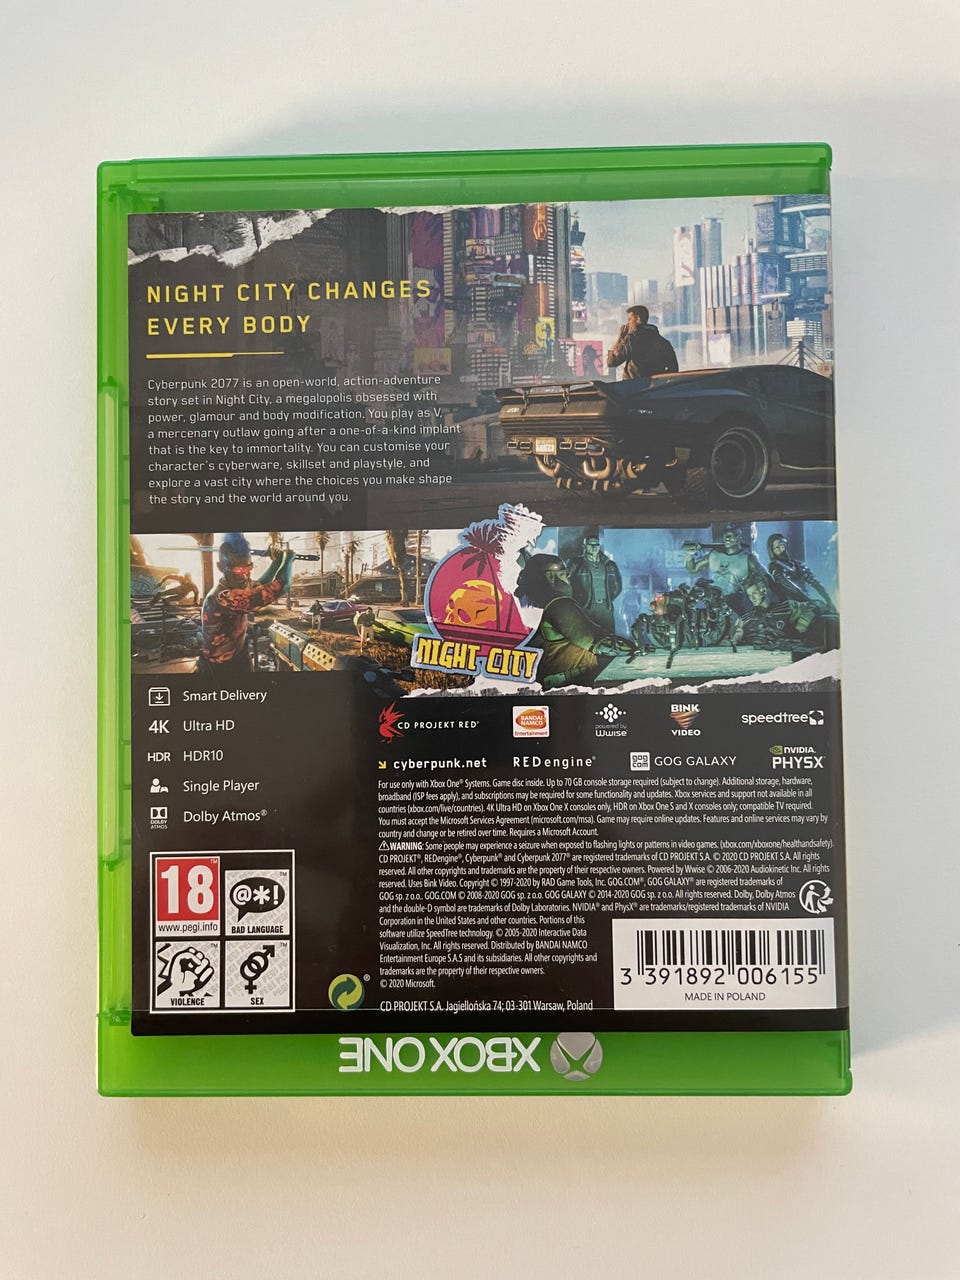 NIGHT CITY CHANGES
EVERY BODY
Cyberpunk 2077 is an open-world, action-adventure
story set in Night City, a megalopolis obsessed with
power, glamour and body modification. You play as V,
a mercenary outlaw going after a one-of-a-kind implant
that is the key to immortality. You can customise your
character's cyberware, skillset and playstyle, and
explore a vast city where the choices you make shape
the story and the world around you.
NIGHT CITY
Smart Delivery
4K Ultra HD
HDR HDR10
Single Player
DOLBY ATMOS Dolby Atmos®
CD PROJEKT RED®
BANDAI NAMCO Entertainment
powered by Wwise
BINK VIDEO
speedtree
cyberpunk.net
REDengine®
GOG COM GOG GALAXY
NVIDIA. PHYSX™
For use only with Xbox One® Systems. Game disc inside. Up to 70 GB console storage required (subject to change). Additional storage, hardware,
broadband (ISP fees apply), and subscriptions may be required for some functionality and updates. Xbox services and support not available in all
countries (xbox.com/live/countries). 4K Ultra HD on Xbox One X consoles only, HDR on Xbox One S and X consoles only; compatible TV required.
You must accept the Microsoft Services Agreement (microsoft.com/msa). Game may require online updates. Features and online services may vary by
country and change or be retired over time. Requires a Microsoft Account.
WARNING: Some people may experience a seizure when exposed to flashing lights or patterns in video games. (xbox.com/xboxone/healthandsafety).
CD PROJEKT®, REDengine®, Cyberpunk® and Cyberpunk 2077® are registered trademarks of CD PROJEKT S.A. © 2020 CD PROJEKT S.A. All rights
reserved. All other copyrights and trademarks are the property of their respective owners. Powered by Wwise © 2006-2020 Audiokinetic Inc. All rights
reserved. Uses Bink Video. Copyright © 1997-2020 by RAD Game Tools, Inc. GOG.COM®, GOG GALAXY® are registered trademarks of
GOG sp. z o.o. GOG.COM © 2008-2020 GOG sp. z o.o. GOG GALAXY © 2014-2020 GOG sp. z o.o. All rights reserved. Dolby, Dolby Atmos
and the double-D symbol are trademarks of Dolby Laboratories. NVIDIA® and PhysX® are trademarks/registered trademarks of NVIDIA
Corporation in the United States and other countries. Portions of this
software utilize SpeedTree technology. © 2005-2020 Interactive Data
Visualization, Inc. All rights reserved. Distributed by BANDAI NAMCO
Entertainment Europe S.A.S and its subsidiaries. All other copyrights and
trademarks are the property of their respective owners.
© 2020 Microsoft.
CD PROJEKT S.A. Jagiellońska 74; 03-301 Warsaw, Poland
18™
www.pegi.info
@*!
BAD LANGUAGE
VIOLENCE
SEX
3 391892 006155
MADE IN POLAND
XBOX ONE